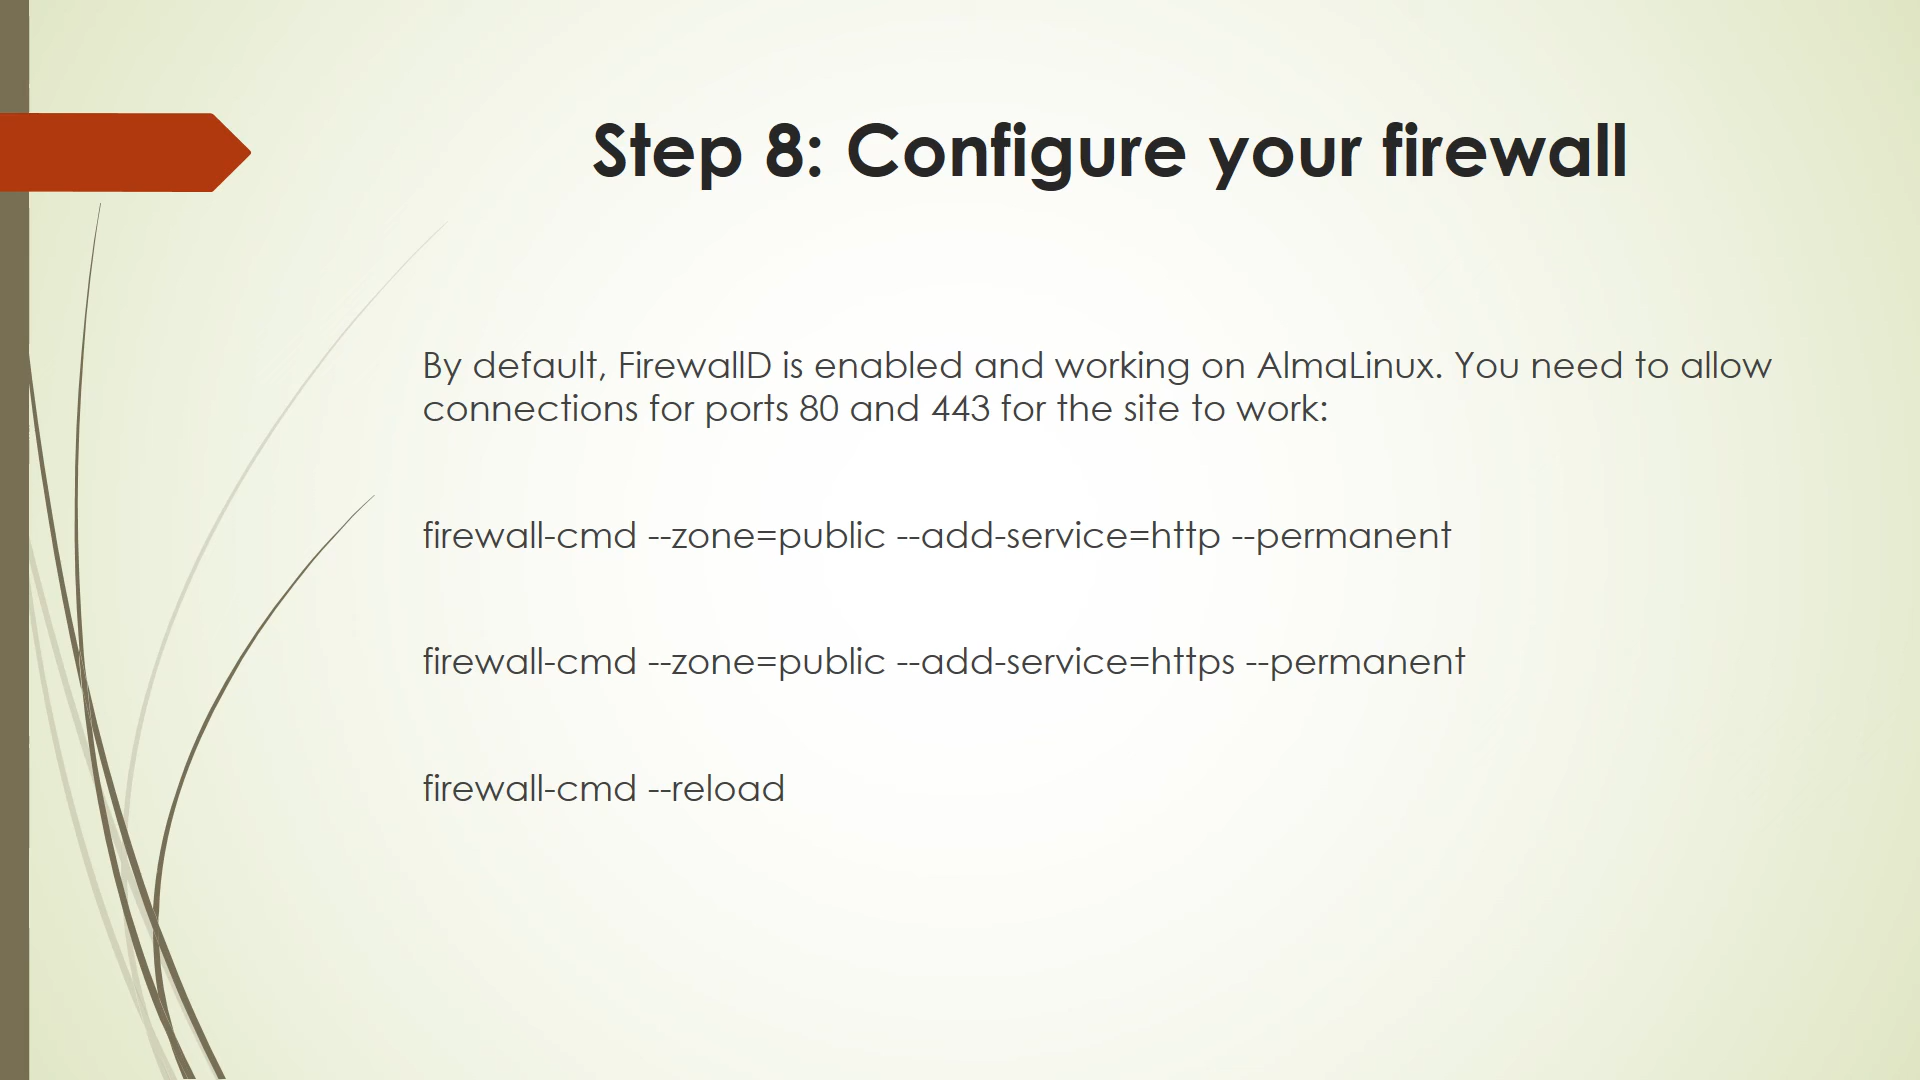 Step 8: Configure your firewall
By default, FirewallD is enabled and working on AlmaLinux. You need to allow
connections for ports 80 and 443 for the site to work:
firewall-cmd --zone=public --add-service=http --permanent
firewall-cmd --zone=public --add-service=https --permanent
firewall-cmd --reload